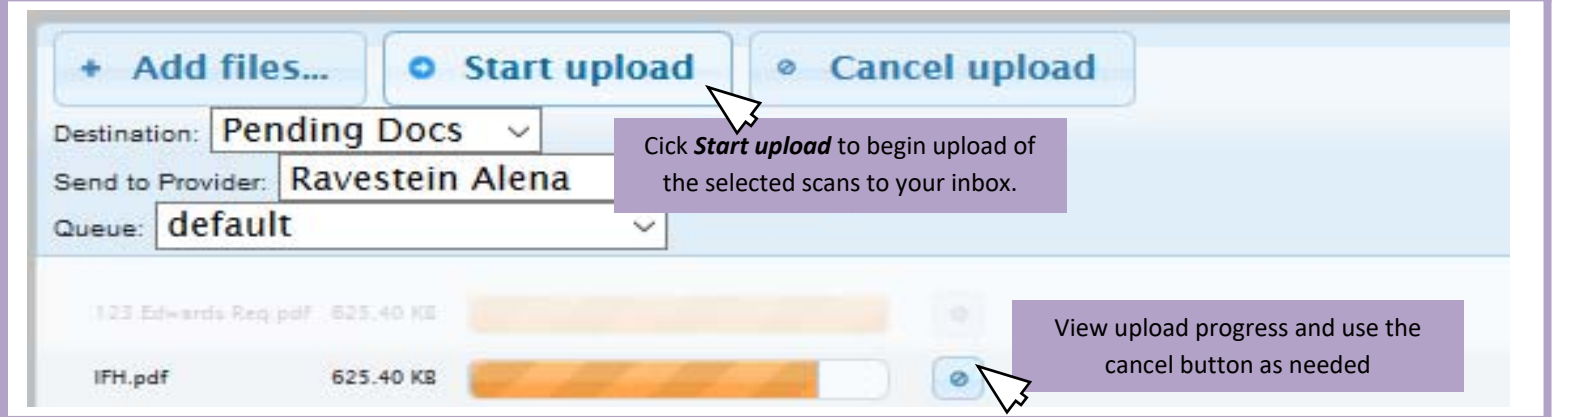 Add files... Start upload Cancel upload
Destination: Pending Docs
Send to Provider: Ravestein Alena
Queue: default
Cick Start upload to begin upload of
the selected scans to your inbox.
123 Edwards Req.pdf 625.40 KB
IFH.pdf 625.40 KB
View upload progress and use the
cancel button as needed